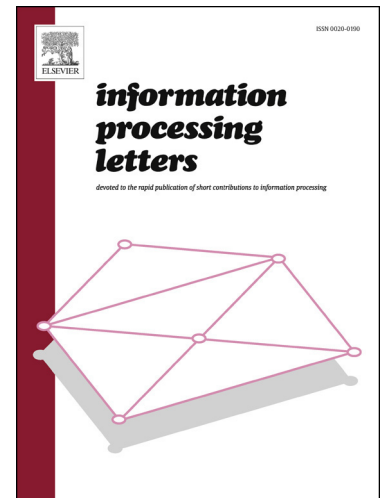 ISSN 0020-0190
ELSEVIER
information
processing
letters
devoted to the rapid publication of short contributions to information processing